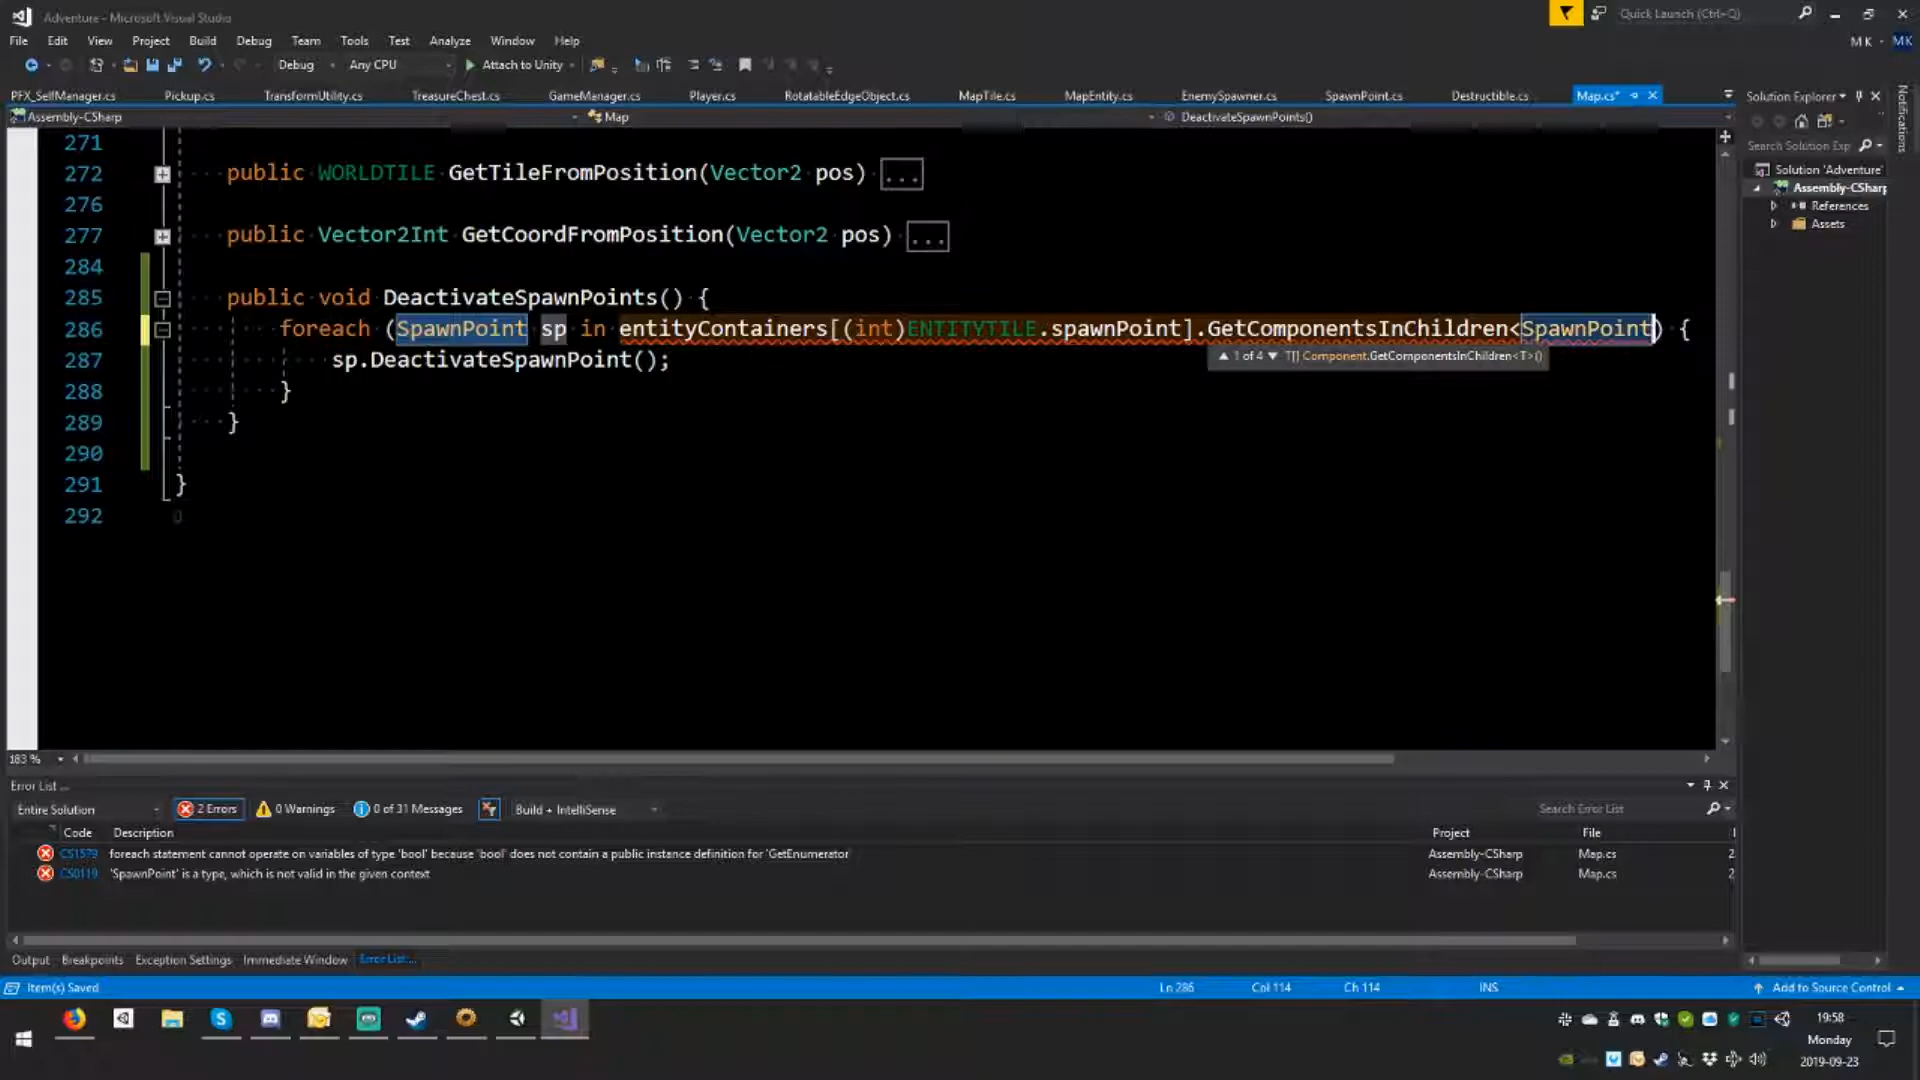 Adventure - Microsoft Visual Studio
Quick Launch (Ctrl+Q)
File Edit View Project Build Debug Team Tools Test Analyze Window Help
MK MK
Debug Any CPU Attach to Unity
PFX_SelfManager.cs Pickup.cs TransformUtility.cs TreasureChest.cs GameManager.cs Player.cs RotatableEdgeObject.cs MapTile.cs MapEntity.cs EnemySpawner.cs SpawnPoint.cs Destructible.cs Map.cs*
Solution Explorer
Notifications
Assembly-CSharp Map DeactivateSpawnPoints()
Search Solution Exp
Solution 'Adventure'
Assembly-CSharp
References
Assets
271
272 public WORLDTILE GetTileFromPosition(Vector2 pos) ...
276
277 public Vector2Int GetCoordFromPosition(Vector2 pos) ...
284
285 public void DeactivateSpawnPoints() {
286 foreach (SpawnPoint sp in entityContainers[(int)ENTITYTILE.spawnPoint].GetComponentsInChildren<SpawnPoint) {
1 of 4 T[] Component.GetComponentsInChildren<T>()
287 sp.DeactivateSpawnPoint();
288 }
289 }
290
291 }
292
183 %
Error List ...
Entire Solution 2 Errors 0 Warnings 0 of 31 Messages Build + IntelliSense Search Error List
Code Description Project File
CS1579 foreach statement cannot operate on variables of type 'bool' because 'bool' does not contain a public instance definition for 'GetEnumerator' Assembly-CSharp Map.cs 2
CS0119 'SpawnPoint' is a type, which is not valid in the given context Assembly-CSharp Map.cs 2
Output Breakpoints Exception Settings Immediate Window Error List ...
Item(s) Saved Ln 286 Col 114 Ch 114 INS Add to Source Control
19:58
Monday
2019-09-23